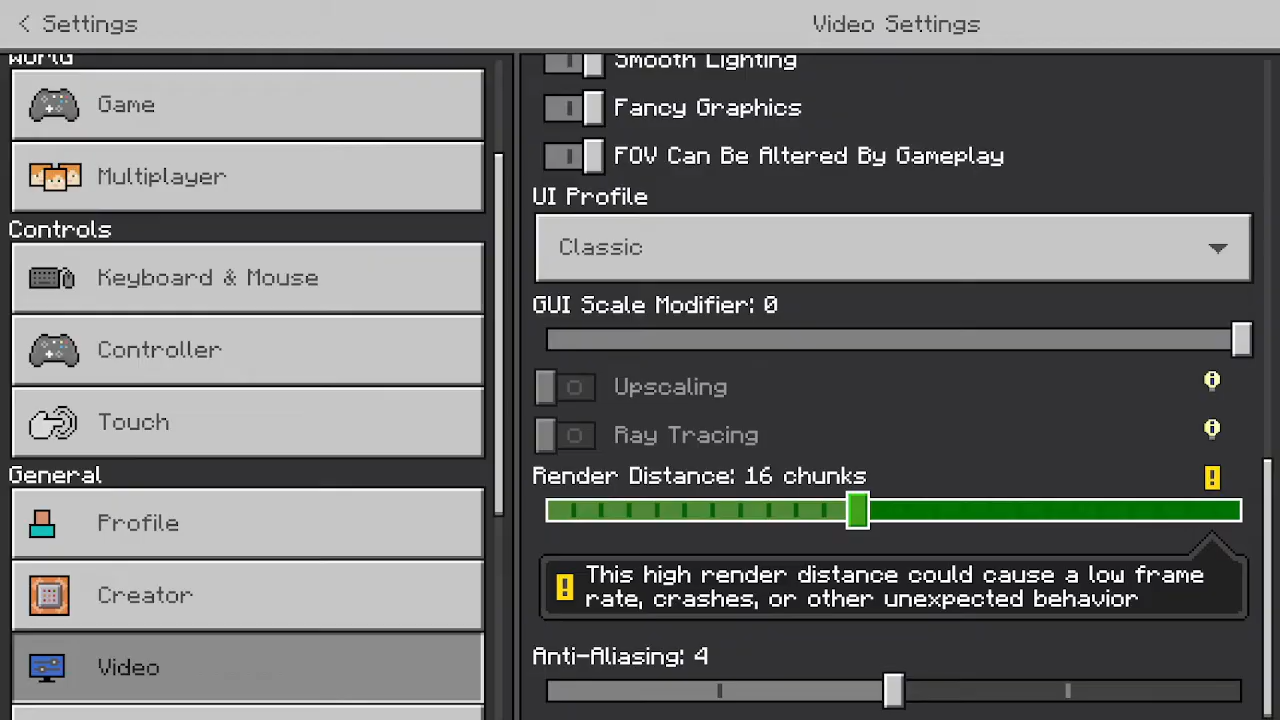 Settings
Video Settings
World
Game
Multiplayer
Controls
Keyboard & Mouse
Controller
Touch
General
Profile
Creator
Video
Smooth Lighting
Fancy Graphics
FOV Can Be Altered By Gameplay
UI Profile
Classic
GUI Scale Modifier: 0
Upscaling
Ray Tracing
Render Distance: 16 chunks
This high render distance could cause a low frame
rate, crashes, or other unexpected behavior
Anti-Aliasing: 4